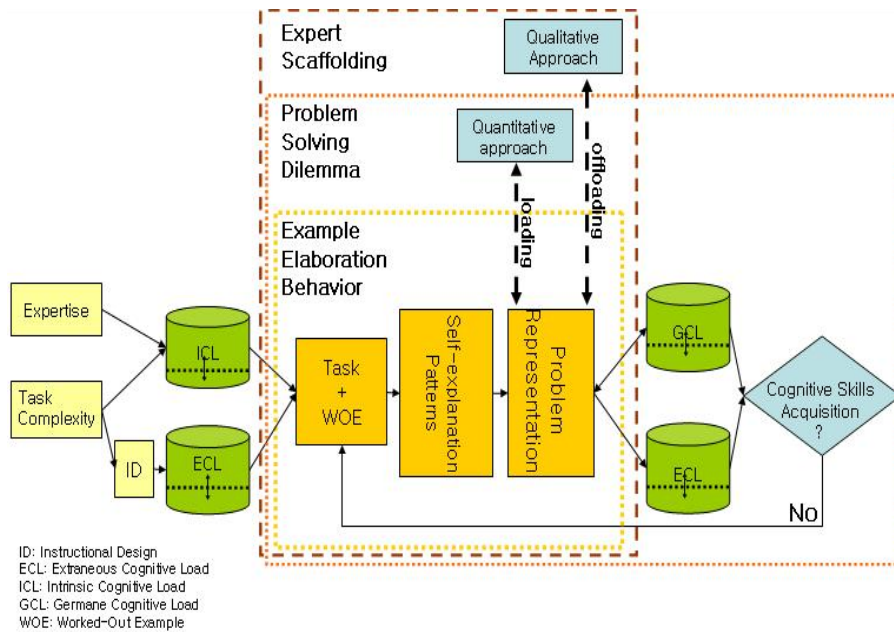 Expert
Scaffolding
Qualitative
Approach
Problem
Solving
Dilemma
Quantitative
approach
loading
offloading
Example
Elaboration
Behavior
Expertise
Task
Complexity
ID
ICL
ECL
Task
+
WOE
Self-explanation
Patterns
Problem
Representation
GCL
ECL
Cognitive Skills
Acquisition
?
No
ID: Instructional Design
ECL: Extraneous Cognitive Load
ICL: Intrinsic Cognitive Load
GCL: Germane Cognitive Load
WOE: Worked-Out Example